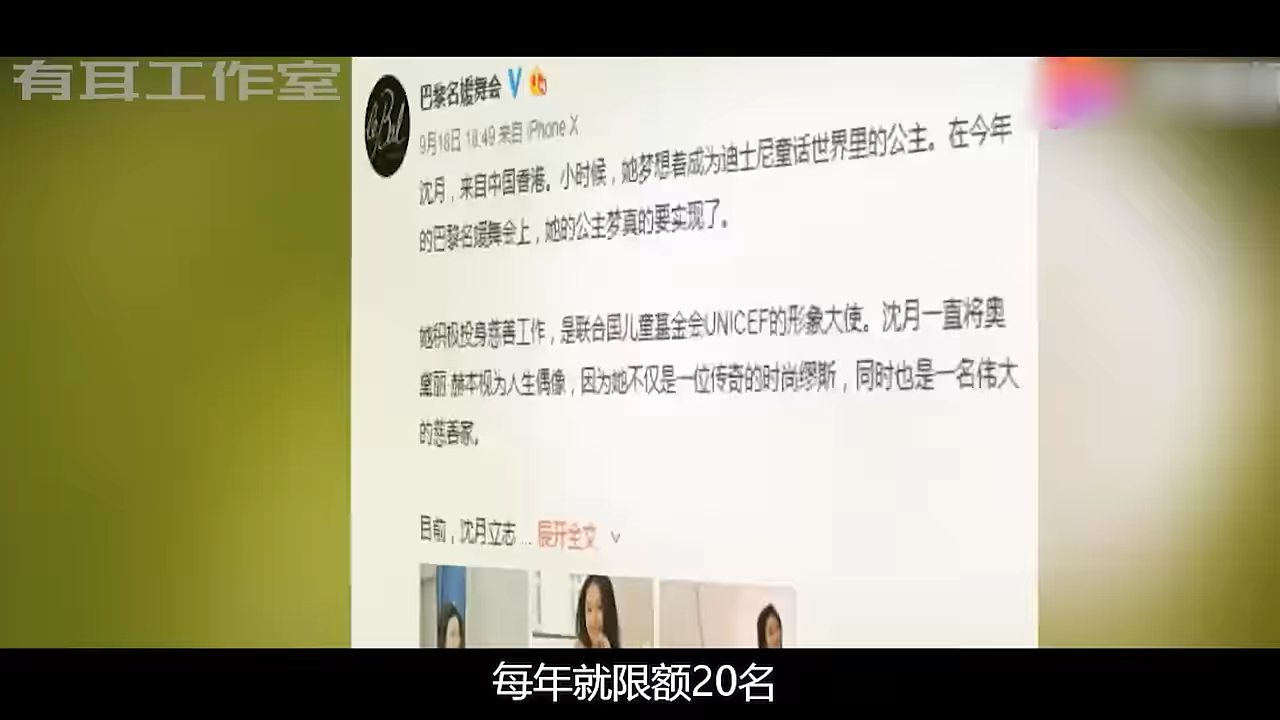 有耳工作室
巴黎名媛舞会
9月18日 18:49 来自 iPhone X
沈月，来自中国香港。小时候，她梦想着成为迪士尼童话世界里的公主。在今年
的巴黎名媛舞会上，她的公主梦真的要实现了。
她积极投身慈善工作，是联合国儿童基金会UNICEF的形象大使。沈月一直将奥
黛丽·赫本视为人生偶像，因为她不仅是一位传奇的时尚缪斯，同时也是一名伟大
的慈善家。
目前，沈月立志 ... 展开全文
每年就限额20名